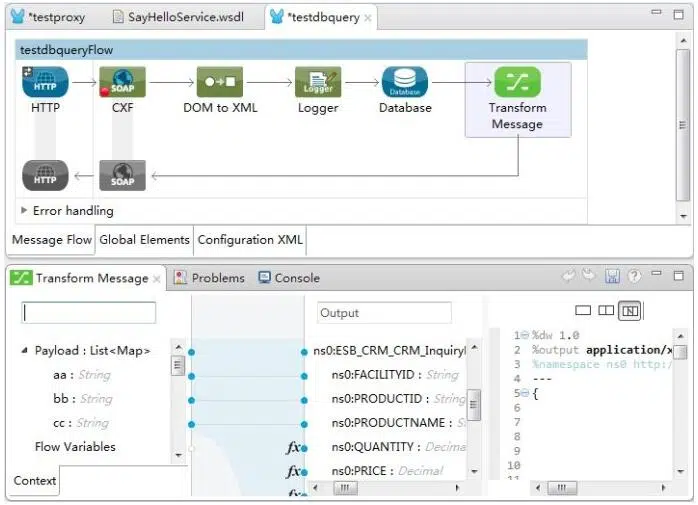 *testproxy SayHelloService.wsdl *testdbquery
testdbqueryFlow
HTTP SOAP Logger Database
HTTP CXF DOM to XML Logger Database Transform Message
HTTP SOAP
Error handling
Message Flow Global Elements Configuration XML
Transform Message Problems Console
Output
1 %dw 1.0
Payload : List<Map> ns0:ESB_CRM_CRM_Inquiry 2 %output application/x
3 %namespace ns0 http:/
aa : String ns0:FACILITYID : String 4 ---
bb : String ns0:PRODUCTID : String 5 {
cc : String ns0:PRODUCTNAME : St 6
7
8
Flow Variables fx ns0:QUANTITY : Decima 9
10
fx ns0:PRICE : Decimal 11
Context fx